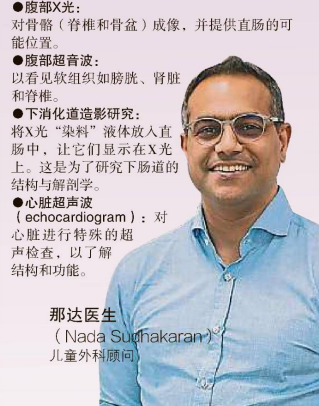 ●腹部X光：
对骨骼（脊椎和骨盆）成像，并提供直肠的可
能位置。
●腹部超音波：
以看见软组织如膀胱、肾脏
和脊椎。
●下消化道造影研究：
将X光“染料”液体放入直
肠中，让它们显示在X光
上。这是为了研究下肠道的
结构与解剖学。
●心脏超声波
（echocardiogram）：对
心脏进行特殊的超
声检查，以了解
结构和功能。
那达医生
（Nada Sudhakaran）
儿童外科顾问